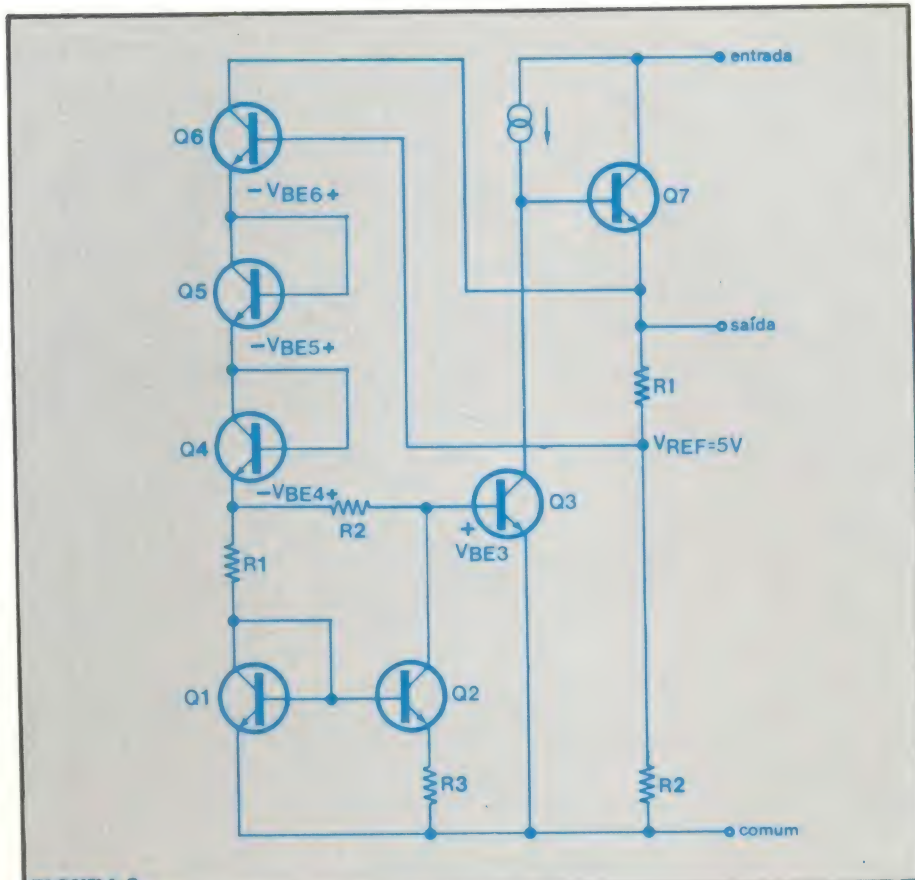 entrada
Q6
−VBE6+
Q7
Q5
saída
−VBE5+
R1
VREF=5V
Q4
−VBE4+
Q3
R2
+
VBE3
R1
Q1
Q2
R3
R2
comum